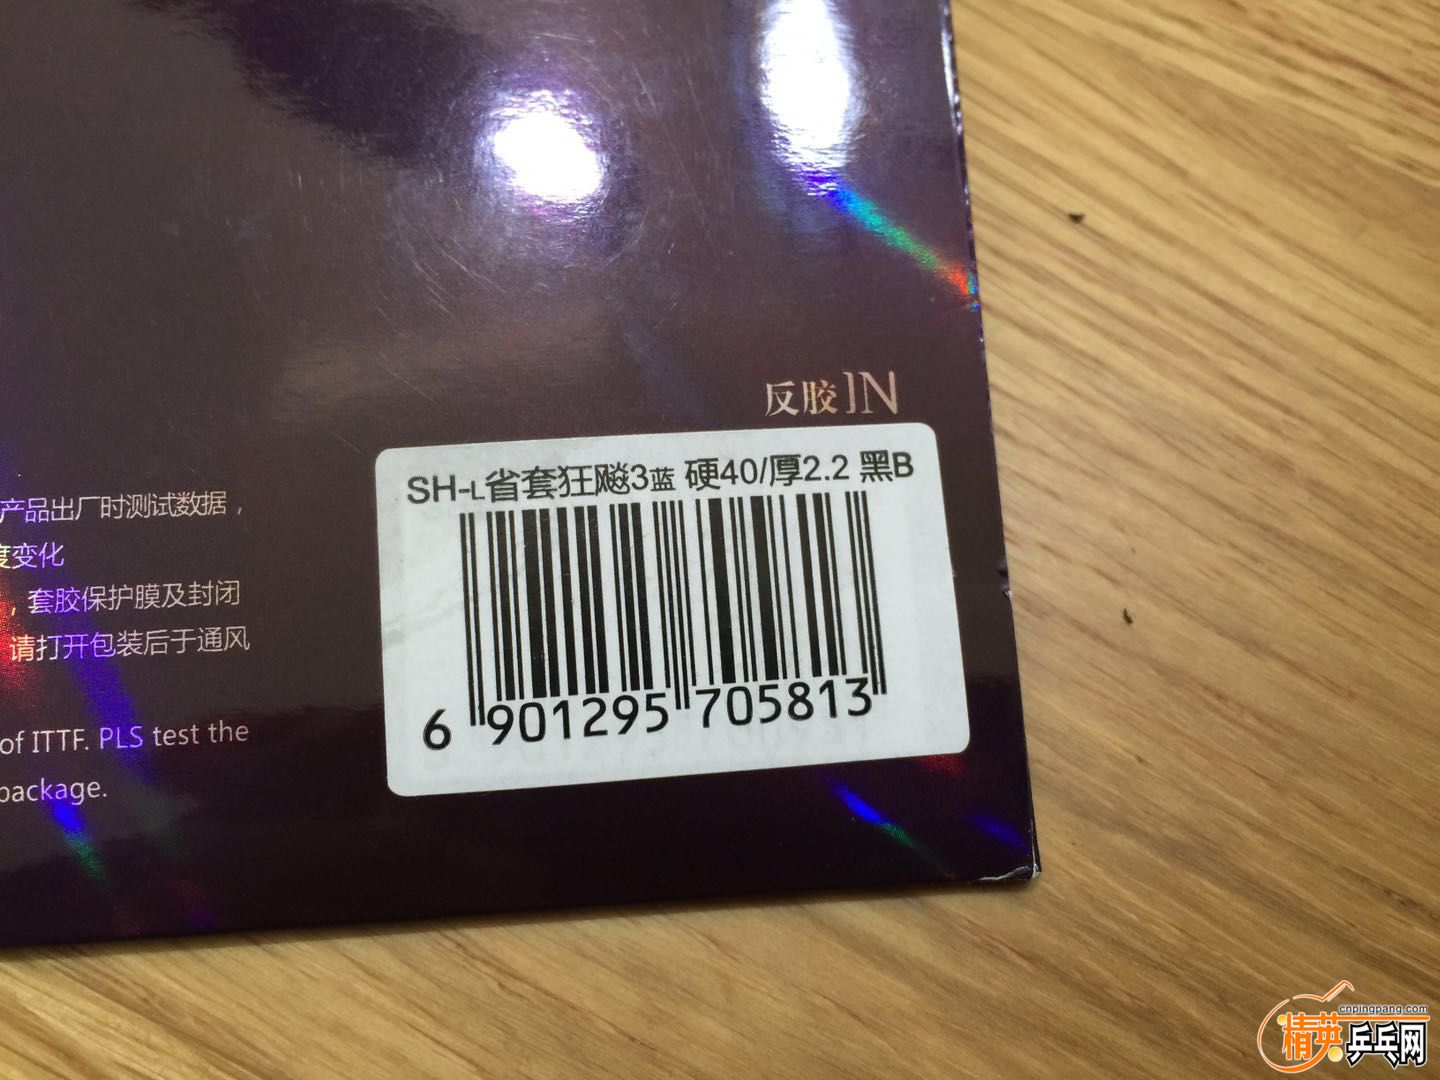 反胶IN
SH-L省套狂飚3蓝 硬40/厚2.2 黑B
6 901295 705813
产品出厂时测试数据，
度变化
，套胶保护膜及封闭
请打开包装后于通风
of ITTF. PLS test the
package.
cnpingpang.com
精英乒乓网